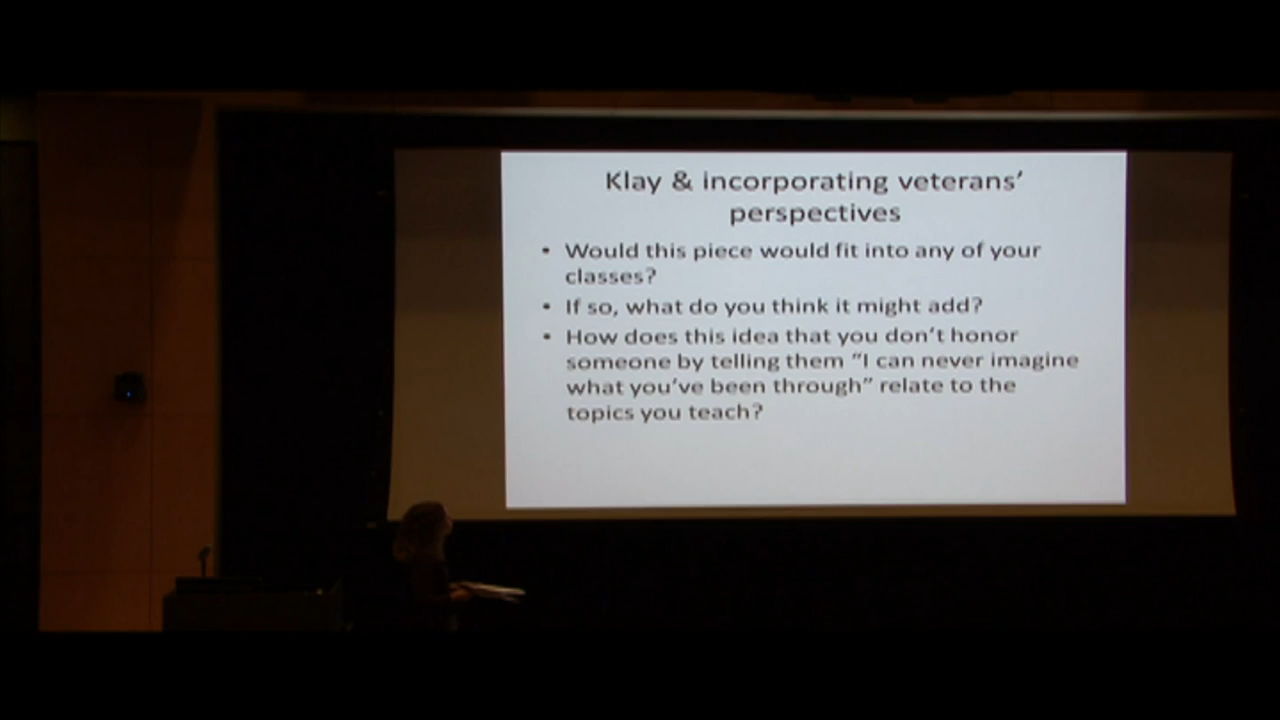 Klay & incorporating veterans'
perspectives
• Would this piece would fit into any of your
classes?
• If so, what do you think it might add?
• How does this idea that you don't honor
someone by telling them "I can never imagine
what you've been through" relate to the
topics you teach?